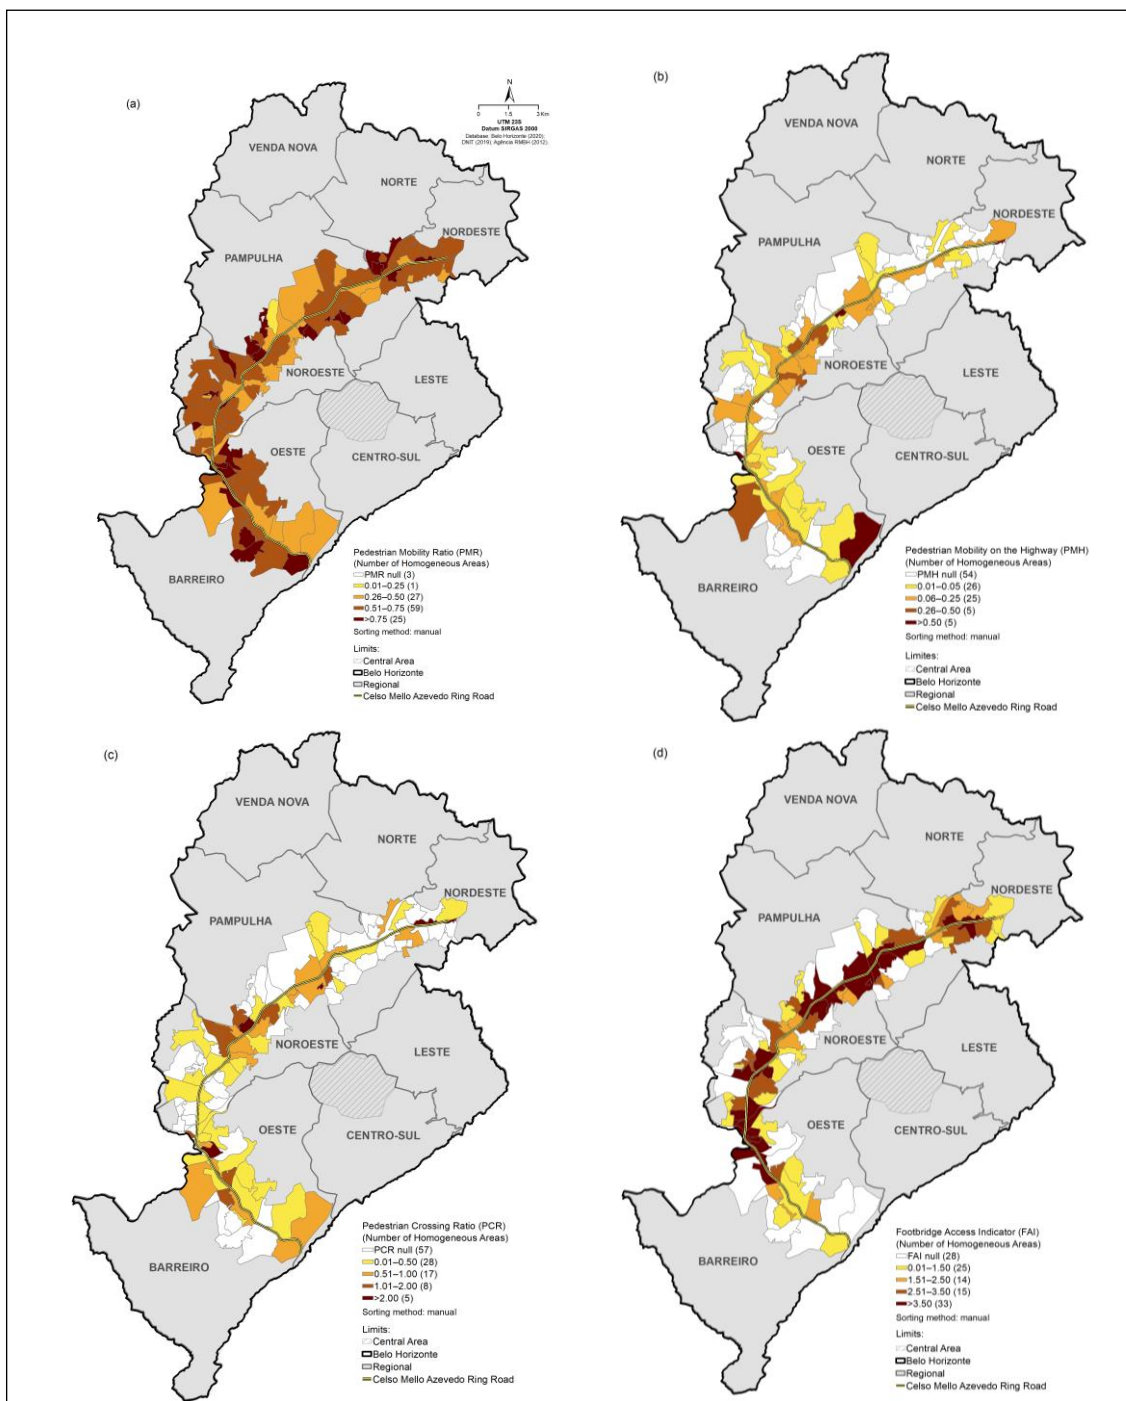 (a)
N
0 1.5 3 Km
UTM 23S
Datum SIRGAS 2000
Database: Belo Horizonte (2020);
DNIT (2019); Agência RMBH (2012).
VENDA NOVA
NORTE
NORDESTE
PAMPULHA
NOROESTE
LESTE
OESTE
CENTRO-SUL
BARREIRO
Pedestrian Mobility Ratio (PMR)
(Number of Homogeneous Areas)
PMR null (3)
0.01–0.25 (1)
0.26–0.50 (27)
0.51–0.75 (59)
>0.75 (25)
Sorting method: manual
Limits:
Central Area
Belo Horizonte
Regional
Celso Mello Azevedo Ring Road
(b)
VENDA NOVA
NORTE
NORDESTE
PAMPULHA
NOROESTE
LESTE
OESTE
CENTRO-SUL
BARREIRO
Pedestrian Mobility on the Highway (PMH)
(Number of Homogeneous Areas)
PMH null (54)
0.01–0.05 (26)
0.06–0.25 (25)
0.26–0.50 (5)
>0.50 (5)
Sorting method: manual
Limites:
Central Area
Belo Horizonte
Regional
Celso Mello Azevedo Ring Road
(c)
VENDA NOVA
NORTE
NORDESTE
PAMPULHA
NOROESTE
LESTE
OESTE
CENTRO-SUL
BARREIRO
Pedestrian Crossing Ratio (PCR)
(Number of Homogeneous Areas)
PCR null (57)
0.01–0.50 (28)
0.51–1.00 (17)
1.01–2.00 (8)
>2.00 (5)
Sorting method: manual
Limits:
Central Area
Belo Horizonte
Regional
Celso Mello Azevedo Ring Road
(d)
VENDA NOVA
NORTE
NORDESTE
PAMPULHA
NOROESTE
LESTE
OESTE
CENTRO-SUL
BARREIRO
Footbridge Access Indicator (FAI)
(Number of Homogeneous Areas)
FAI null (28)
0.01–1.50 (25)
1.51–2.50 (14)
2.51–3.50 (15)
>3.50 (33)
Sorting method: manual
Limits:
Central Area
Belo Horizonte
Regional
Celso Mello Azevedo Ring Road